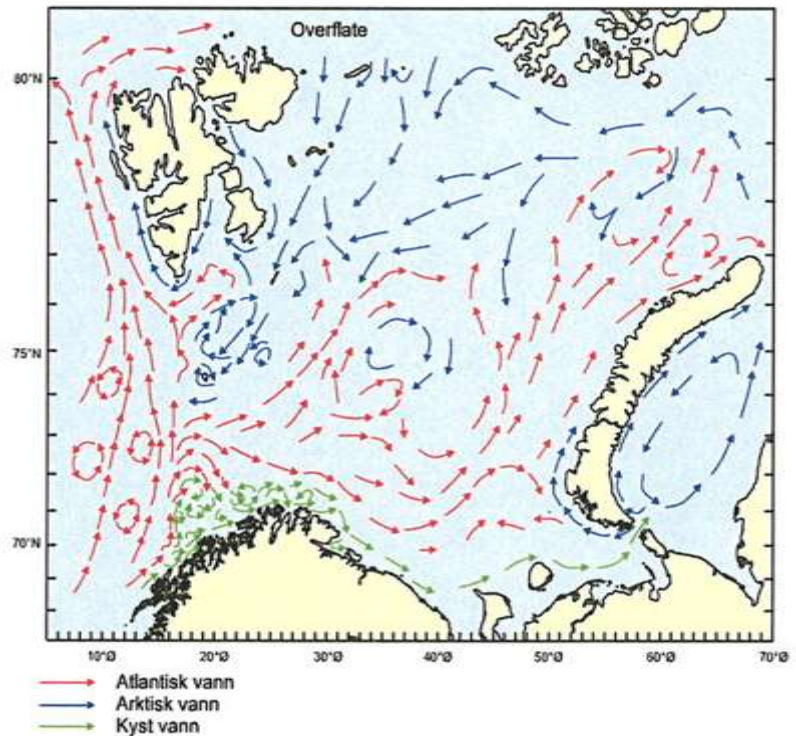 Overflate
80°N
75°N
70°N
10°Ø 20°Ø 30°Ø 40°Ø 50°Ø 60°Ø 70°Ø
Atlantisk vann
Arktisk vann
Kyst vann